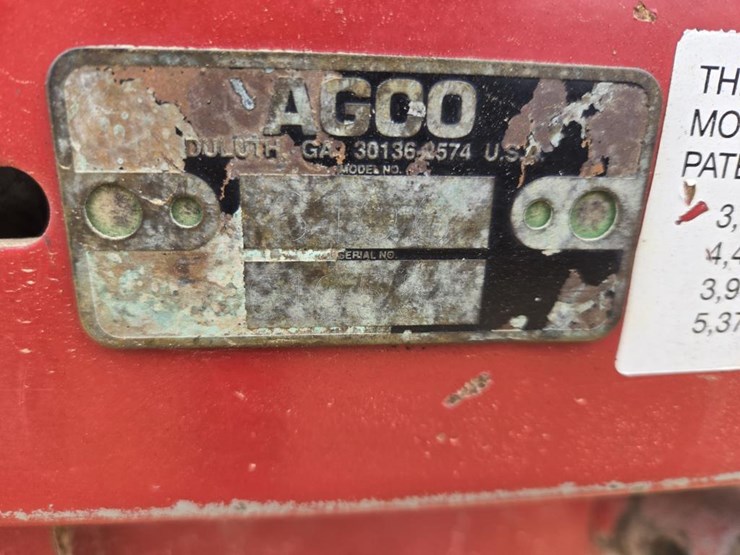 AGCO
DULUTH GA. 30136-2574 U.S.A.
MODEL NO.
SERIAL NO.
TH
MO
PATE
3,
4,4
3,9
5,37